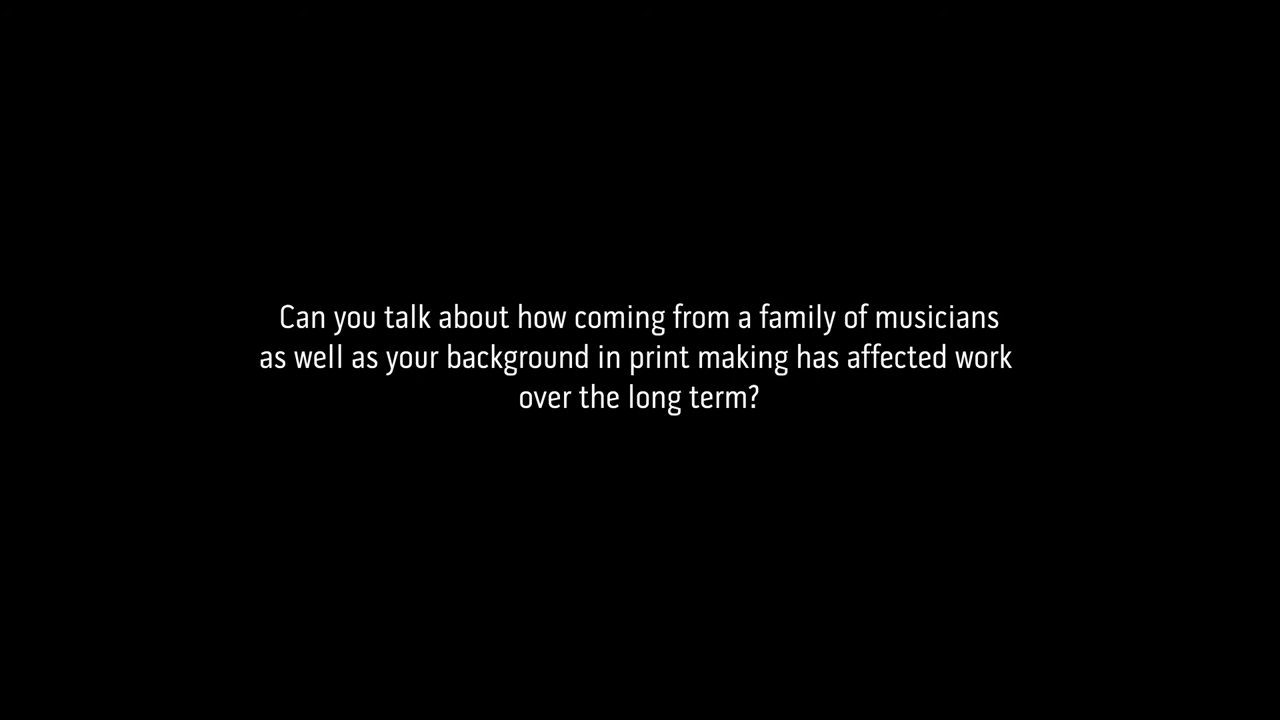 Can you talk about how coming from a family of musicians
as well as your background in print making has affected work
over the long term?